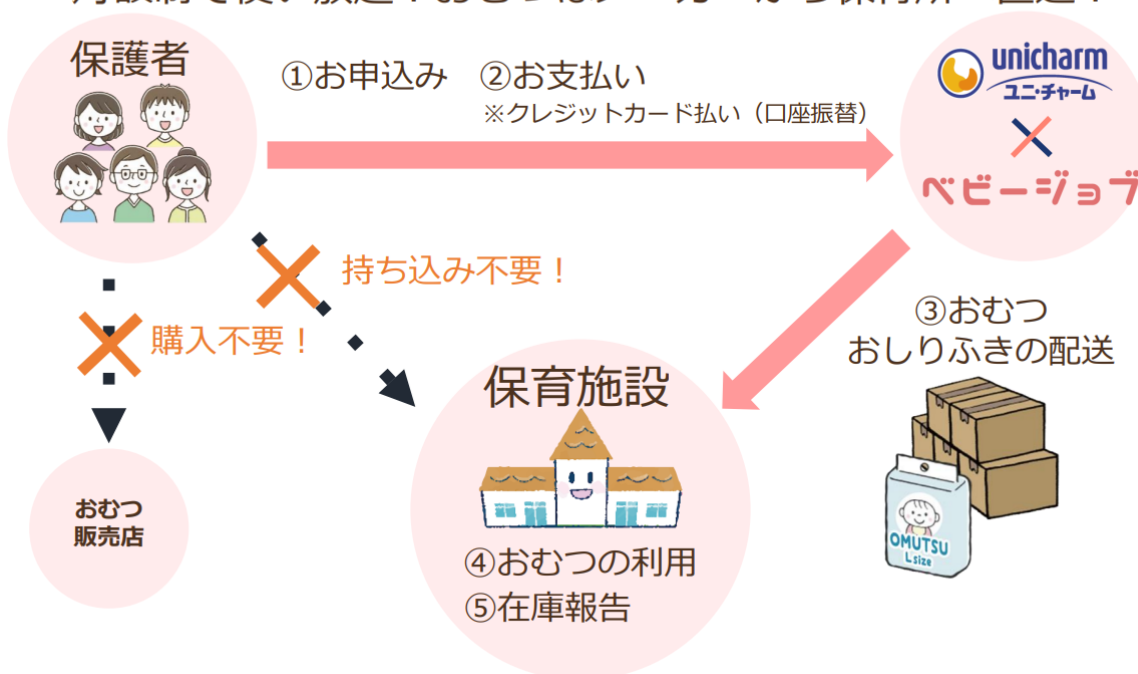 保護者
①お申込み ②お支払い
※クレジットカード払い（口座振替）
unicharm
ユニ・チャーム
ベビージョブ
持ち込み不要！
購入不要！
③おむつ
おしりふきの配送
保育施設
おむつ
販売店
OMUTSU
L size
④おむつの利用
⑤在庫報告